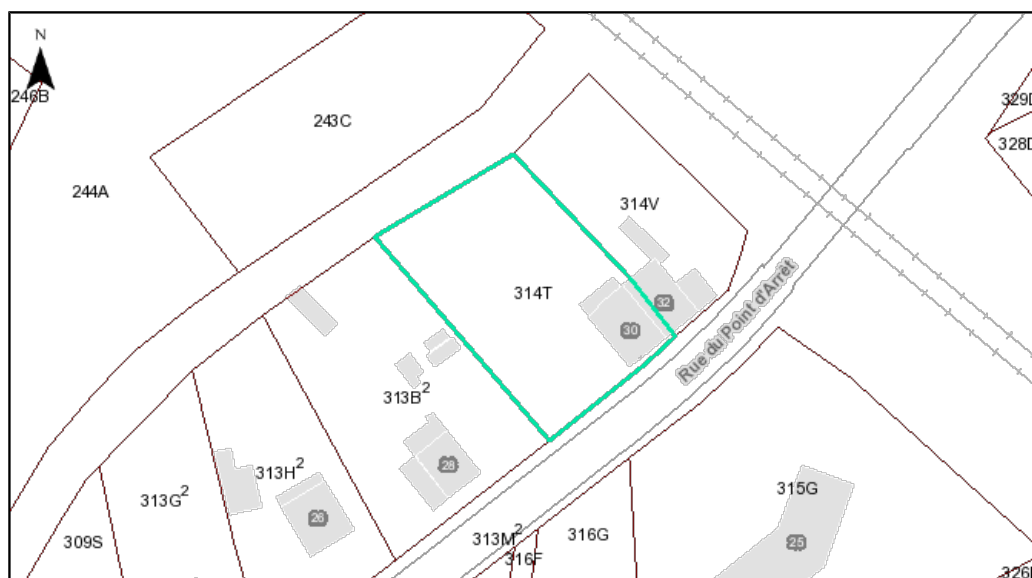 N
246B
243C
329D
328D
244A
314V
314T
32
30
Rue du Point d'Arrêt
313B²
28
313H²
315G
313G²
26
309S
313M²
316G
316F
25